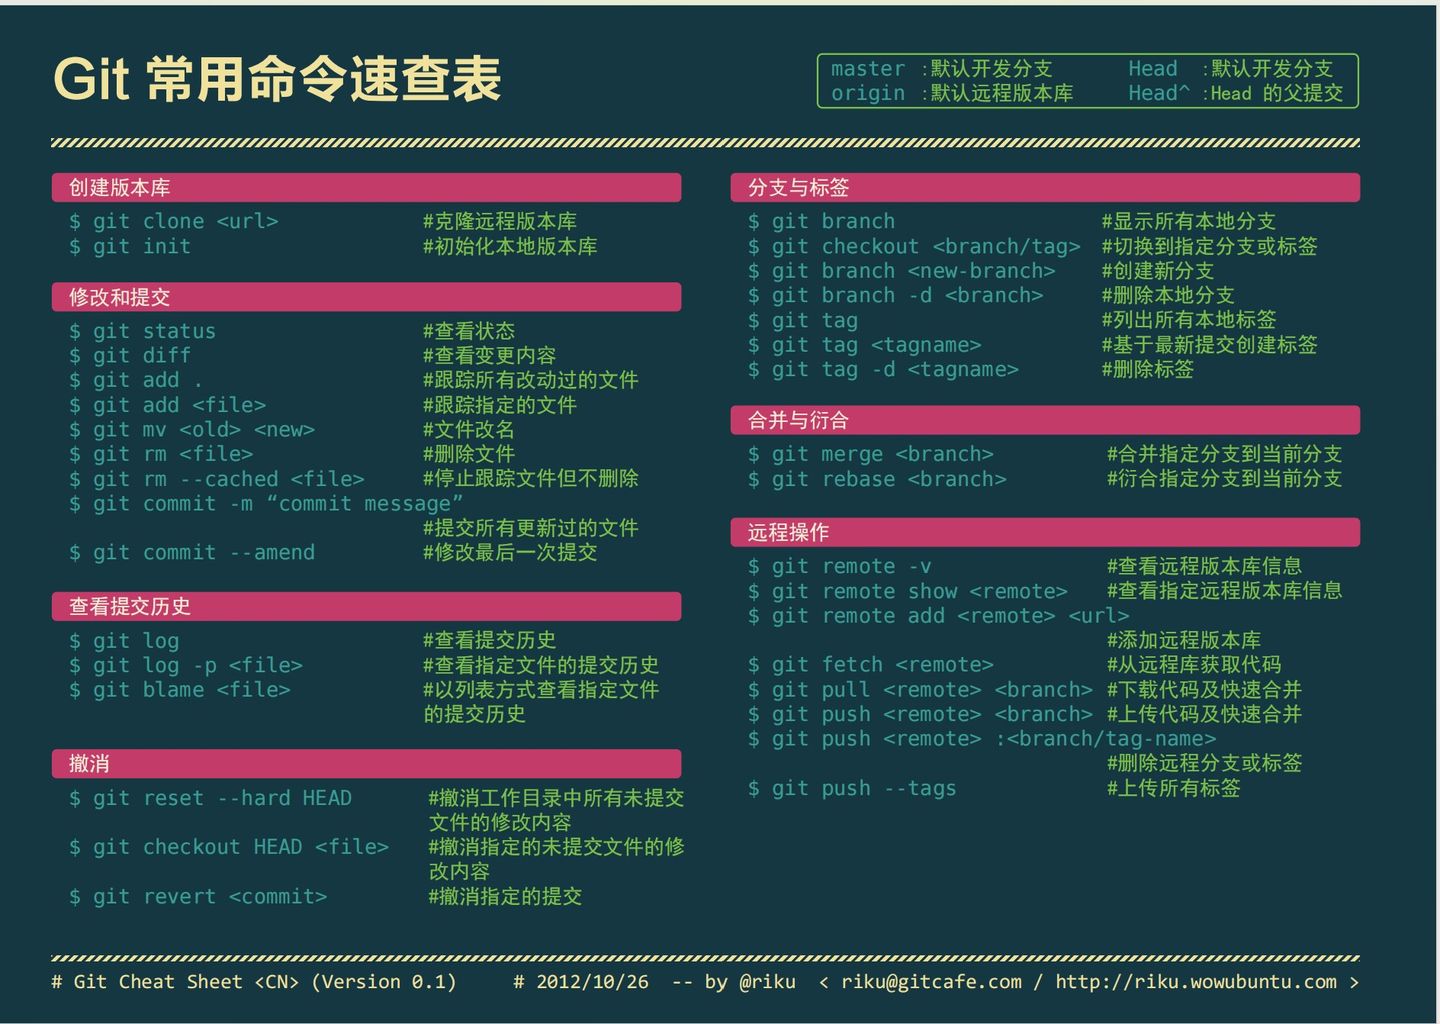 Git 常用命令速查表
master :默认开发分支 Head :默认开发分支
origin :默认远程版本库 Head^ :Head 的父提交
创建版本库
$ git clone <url> #克隆远程版本库
$ git init #初始化本地版本库
修改和提交
$ git status #查看状态
$ git diff #查看变更内容
$ git add . #跟踪所有改动过的文件
$ git add <file> #跟踪指定的文件
$ git mv <old> <new> #文件改名
$ git rm <file> #删除文件
$ git rm --cached <file> #停止跟踪文件但不删除
$ git commit -m “commit message”
#提交所有更新过的文件
$ git commit --amend #修改最后一次提交
查看提交历史
$ git log #查看提交历史
$ git log -p <file> #查看指定文件的提交历史
$ git blame <file> #以列表方式查看指定文件
的提交历史
撤消
$ git reset --hard HEAD #撤消工作目录中所有未提交
文件的修改内容
$ git checkout HEAD <file> #撤消指定的未提交文件的修
改内容
$ git revert <commit> #撤消指定的提交
分支与标签
$ git branch #显示所有本地分支
$ git checkout <branch/tag> #切换到指定分支或标签
$ git branch <new-branch> #创建新分支
$ git branch -d <branch> #删除本地分支
$ git tag #列出所有本地标签
$ git tag <tagname> #基于最新提交创建标签
$ git tag -d <tagname> #删除标签
合并与衍合
$ git merge <branch> #合并指定分支到当前分支
$ git rebase <branch> #衍合指定分支到当前分支
远程操作
$ git remote -v #查看远程版本库信息
$ git remote show <remote> #查看指定远程版本库信息
$ git remote add <remote> <url>
#添加远程版本库
$ git fetch <remote> #从远程库获取代码
$ git pull <remote> <branch> #下载代码及快速合并
$ git push <remote> <branch> #上传代码及快速合并
$ git push <remote> :<branch/tag-name>
#删除远程分支或标签
$ git push --tags #上传所有标签
# Git Cheat Sheet <CN> (Version 0.1) # 2012/10/26 -- by @riku < riku@gitcafe.com / http://riku.wowubuntu.com >